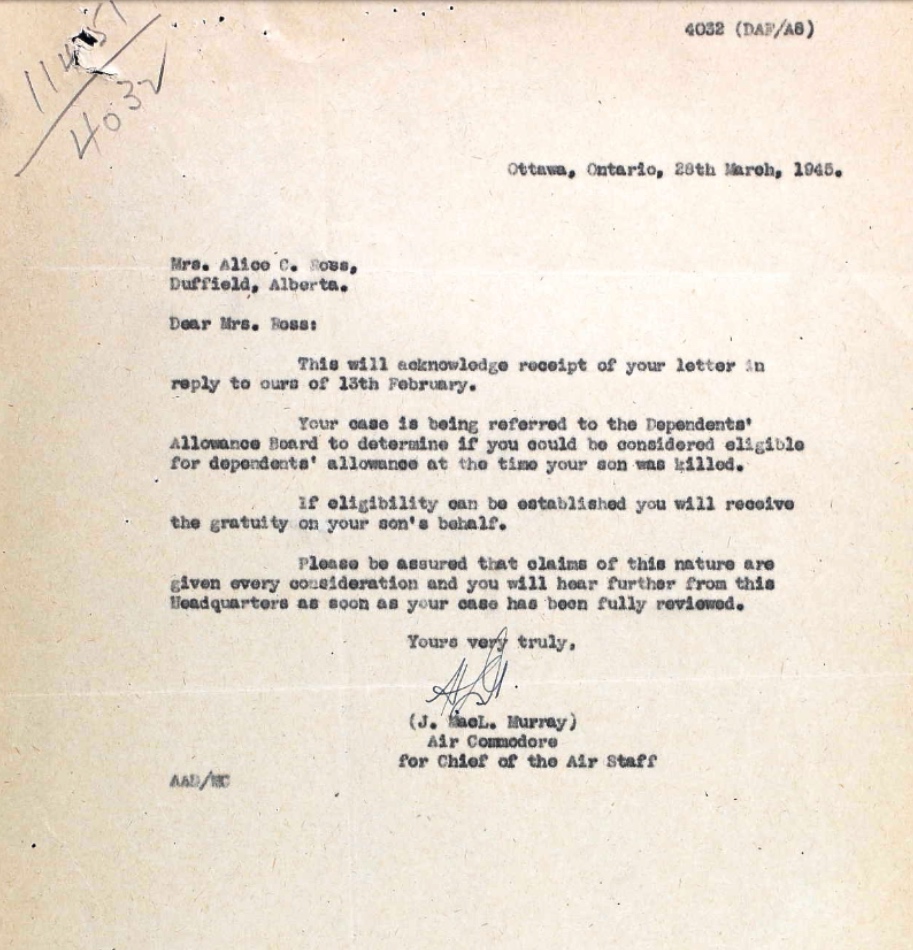 4032 (DAF/A8)
4032
Ottawa, Ontario, 28th March, 1945.
Mrs. Alice C. Ross,
Duffield, Alberta.
Dear Mrs. Ross:
This will acknowledge receipt of your letter in
reply to ours of 13th February.
Your case is being referred to the Dependents'
Allowance Board to determine if you could be considered eligible
for dependents' allowance at the time your son was killed.
If eligibility can be established you will receive
the gratuity on your son's behalf.
Please be assured that claims of this nature are
given every consideration and you will hear further from this
Headquarters as soon as your case has been fully reviewed.
Yours very truly,
(J. MacL. Murray)
Air Commodore
for Chief of the Air Staff